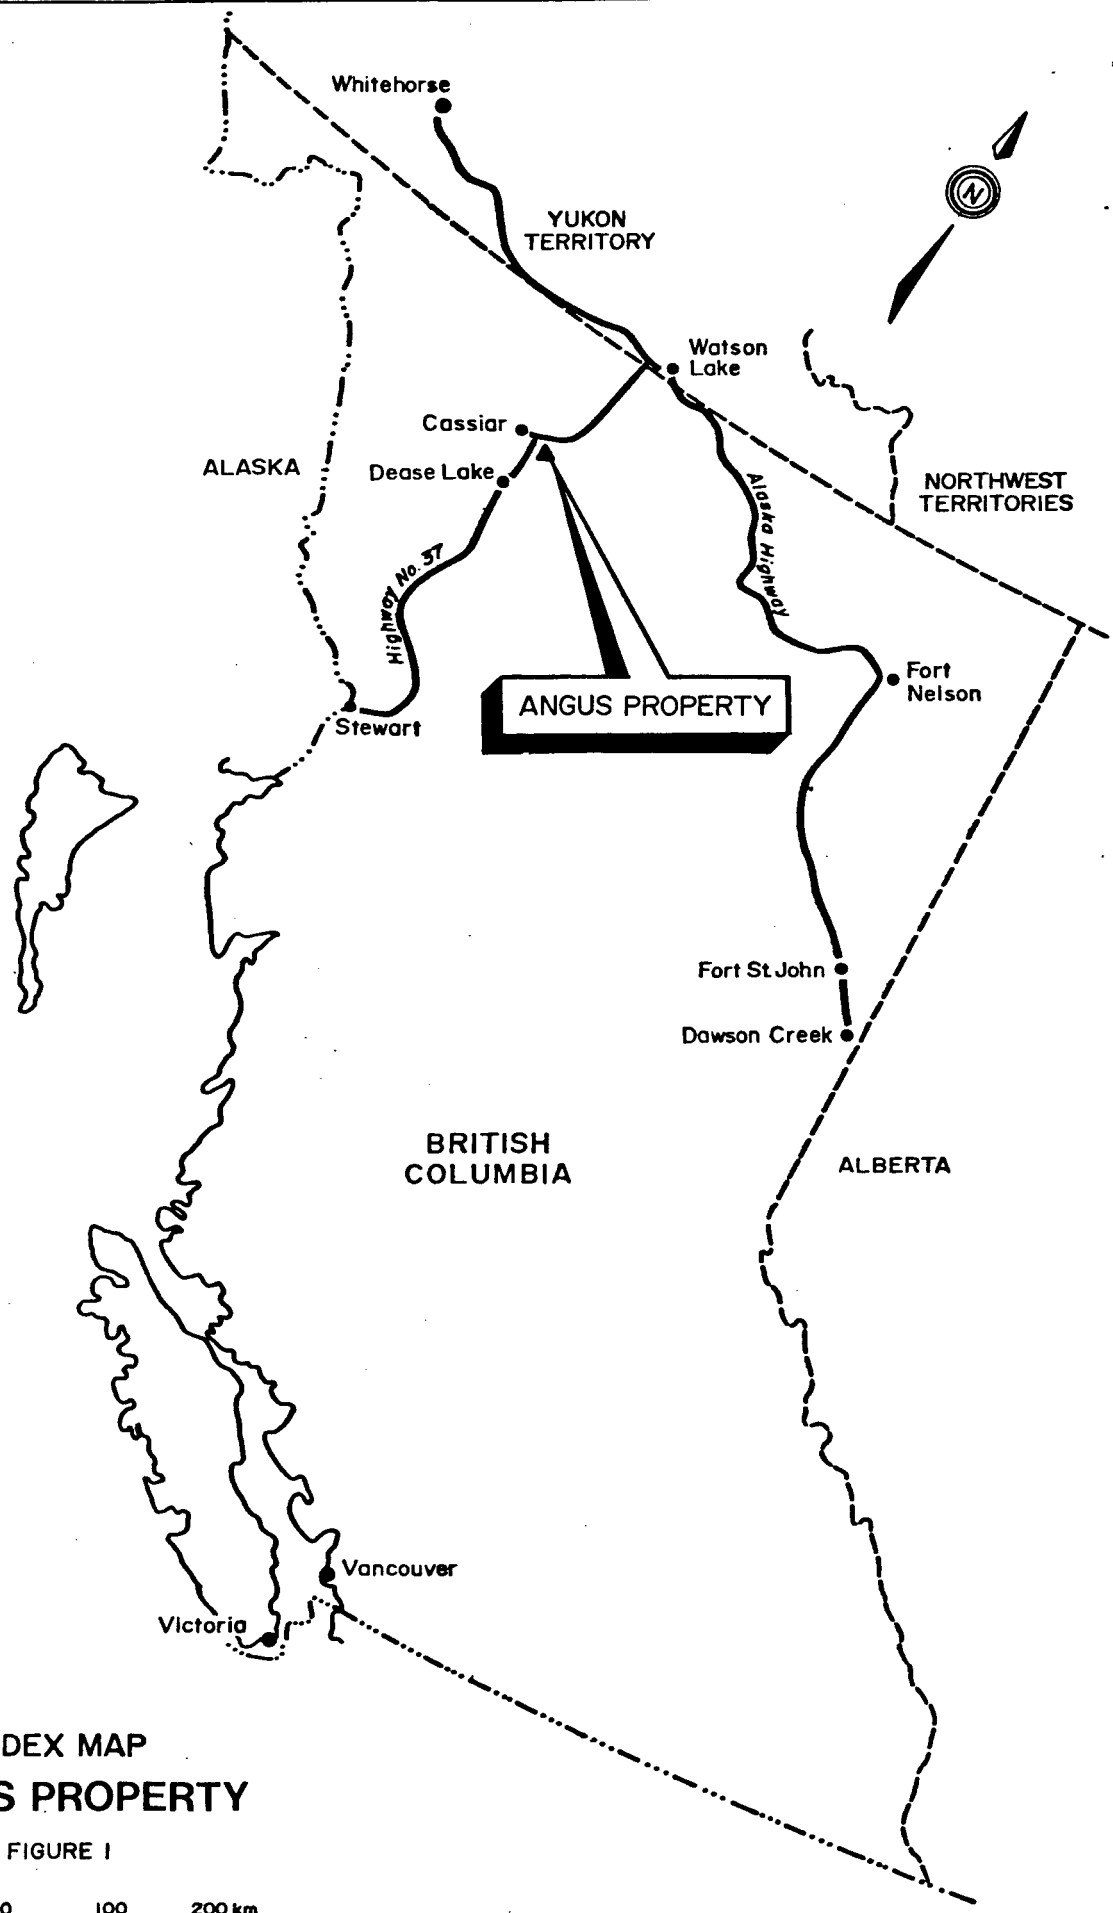 Whitehorse
N
YUKON
TERRITORY
Watson
Lake
Cassiar
ALASKA
Dease Lake
NORTHWEST
TERRITORIES
Alaska Highway
Highway No. 37
Fort
Nelson
ANGUS PROPERTY
Stewart
Fort St. John
Dawson Creek
BRITISH
COLUMBIA
ALBERTA
Vancouver
Victoria
DEX MAP
S PROPERTY
FIGURE 1
0 100 200 km